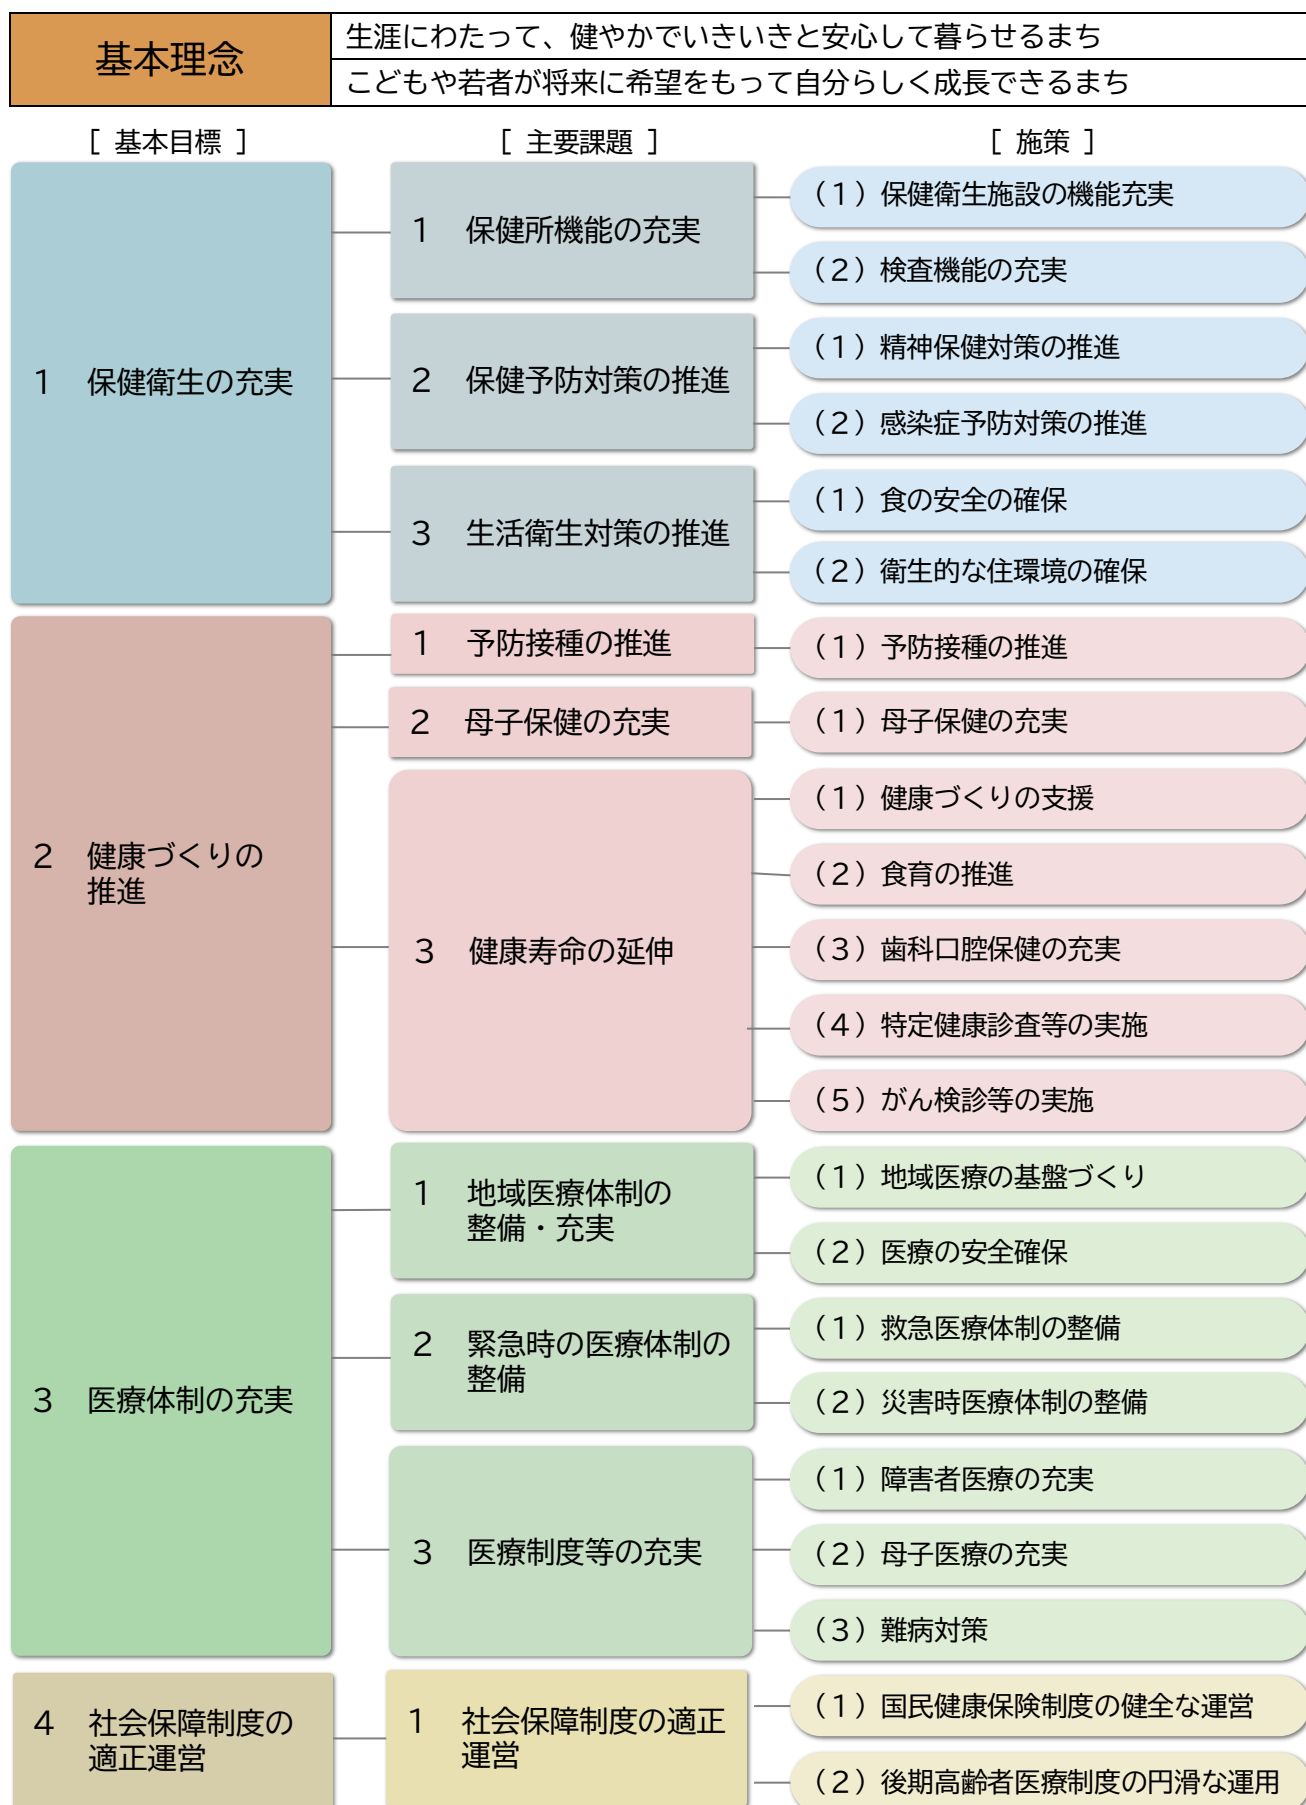 基本理念
生涯にわたって、健やかでいきいきと安心して暮らせるまち
こどもや若者が将来に希望をもって自分らしく成長できるまち
[ 基本目標 ]
[ 主要課題 ]
[ 施策 ]
1 保健衛生の充実
1 保健所機能の充実
(1)保健衛生施設の機能充実
(2)検査機能の充実
2 保健予防対策の推進
(1)精神保健対策の推進
(2)感染症予防対策の推進
3 生活衛生対策の推進
(1)食の安全の確保
(2)衛生的な住環境の確保
2 健康づくりの
推進
1 予防接種の推進
(1)予防接種の推進
2 母子保健の充実
(1)母子保健の充実
3 健康寿命の延伸
(1)健康づくりの支援
(2)食育の推進
(3)歯科口腔保健の充実
(4)特定健康診査等の実施
(5)がん検診等の実施
3 医療体制の充実
1 地域医療体制の
整備・充実
(1)地域医療の基盤づくり
(2)医療の安全確保
2 緊急時の医療体制の
整備
(1)救急医療体制の整備
(2)災害時医療体制の整備
3 医療制度等の充実
(1)障害者医療の充実
(2)母子医療の充実
(3)難病対策
4 社会保障制度の
適正運営
1 社会保障制度の適正
運営
(1)国民健康保険制度の健全な運営
(2)後期高齢者医療制度の円滑な運用